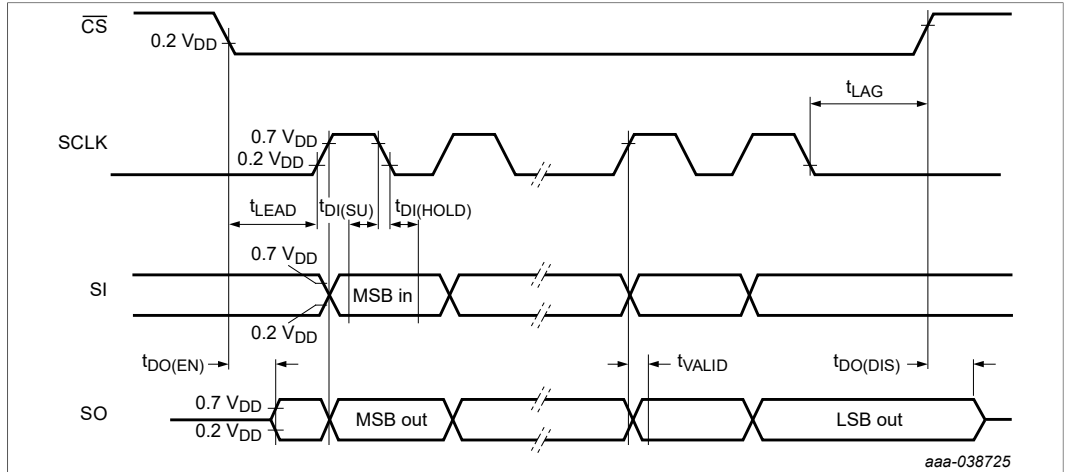 CS
0.2 VDD
tLAG
SCLK
0.7 VDD
0.2 VDD
tLEAD
tDI(SU)
tDI(HOLD)
0.7 VDD
SI
MSB in
0.2 VDD
tDO(EN)
tVALID
tDO(DIS)
SO
0.7 VDD
0.2 VDD
MSB out
LSB out
aaa-038725